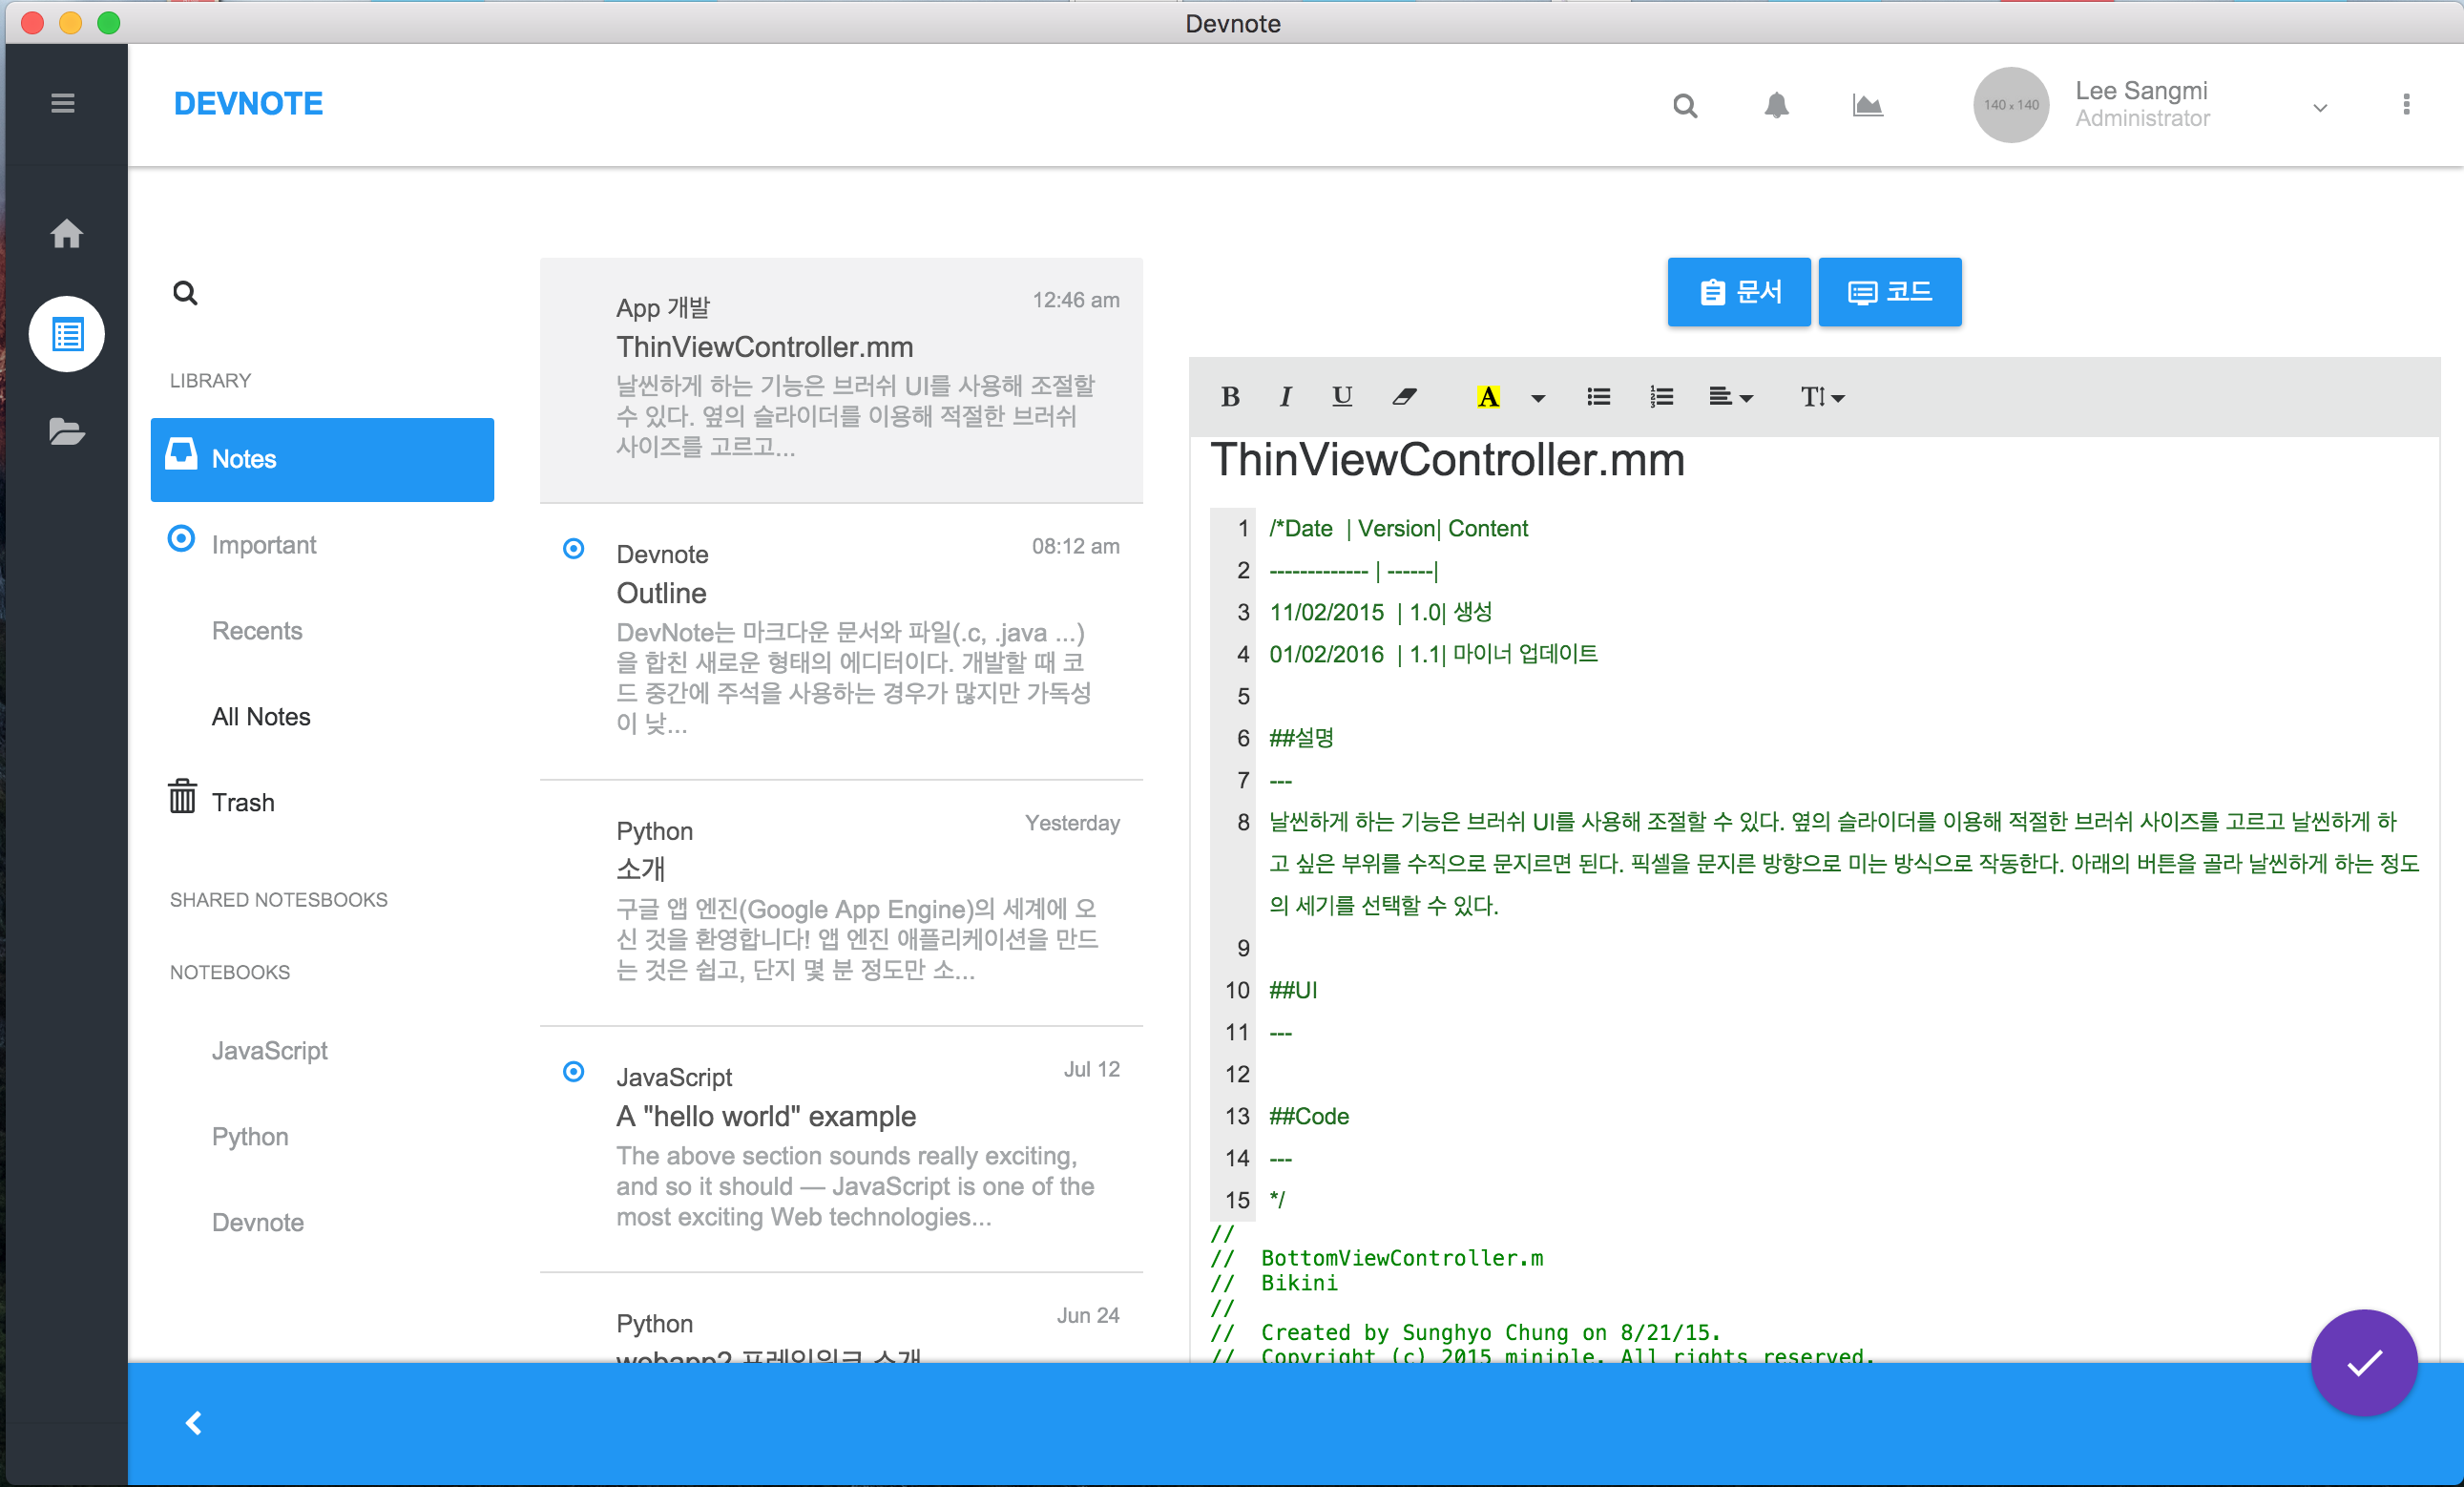 Devnote
DEVNOTE
140 x 140
Lee Sangmi
Administrator
LIBRARY
Notes
Important
Recents
All Notes
Trash
SHARED NOTESBOOKS
NOTEBOOKS
JavaScript
Python
Devnote
App 개발
12:46 am
ThinViewController.mm
날씬하게 하는 기능은 브러쉬 UI를 사용해 조절할
수 있다. 옆의 슬라이더를 이용해 적절한 브러쉬
사이즈를 고르고...
Devnote
08:12 am
Outline
DevNote는 마크다운 문서와 파일(.c, .java ...)
을 합친 새로운 형태의 에디터이다. 개발할 때 코
드 중간에 주석을 사용하는 경우가 많지만 가독성
이 낮...
Python
Yesterday
소개
구글 앱 엔진(Google App Engine)의 세계에 오
신 것을 환영합니다! 앱 엔진 애플리케이션을 만드
는 것은 쉽고, 단지 몇 분 정도만 소...
JavaScript
Jul 12
A "hello world" example
The above section sounds really exciting,
and so it should — JavaScript is one of the
most exciting Web technologies...
Python
Jun 24
webapp2 프레임워크 소개
문서
코드
B I U A T
ThinViewController.mm
1 /*Date | Version| Content
2 ------------- | ------|
3 11/02/2015 | 1.0| 생성
4 01/02/2016 | 1.1| 마이너 업데이트
5
6 ##설명
7 ---
8 날씬하게 하는 기능은 브러쉬 UI를 사용해 조절할 수 있다. 옆의 슬라이더를 이용해 적절한 브러쉬 사이즈를 고르고 날씬하게 하
고 싶은 부위를 수직으로 문지르면 된다. 픽셀을 문지른 방향으로 미는 방식으로 작동한다. 아래의 버튼을 골라 날씬하게 하는 정도
의 세기를 선택할 수 있다.
9
10 ##UI
11 ---
12
13 ##Code
14 ---
15 */
//
// BottomViewController.m
// Bikini
//
// Created by Sunghyo Chung on 8/21/15.
// Copyright (c) 2015 miniple. All rights reserved.